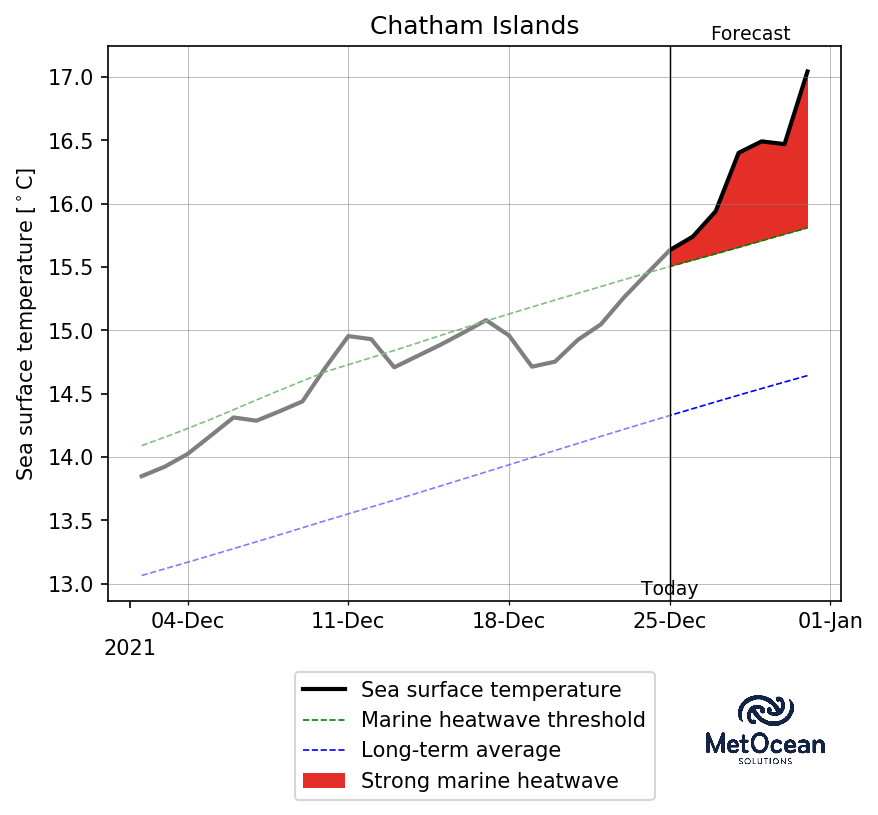 Chatham Islands
Forecast
Sea surface temperature [°C]
17.0
16.5
16.0
15.5
15.0
14.5
14.0
13.5
13.0
Today
04-Dec 11-Dec 18-Dec 25-Dec 01-Jan
2021
Sea surface temperature
Marine heatwave threshold
Long-term average
Strong marine heatwave
MetOcean
SOLUTIONS